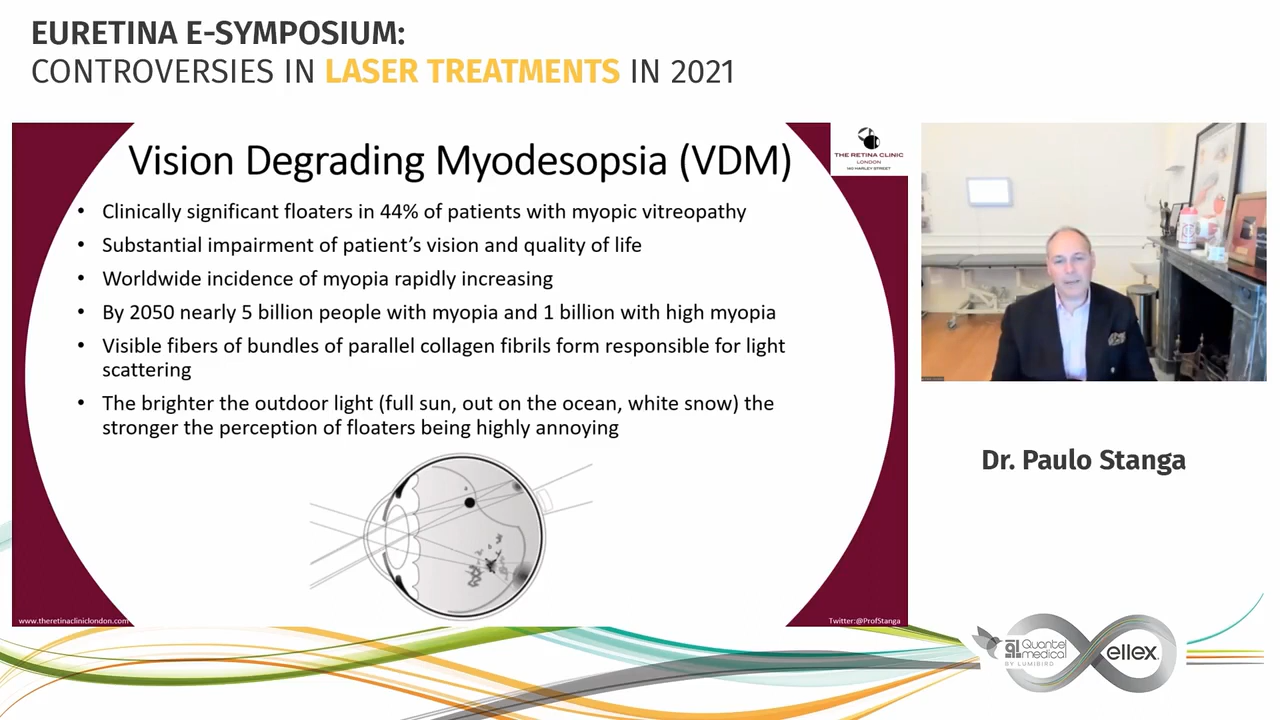 EURETINA E-SYMPOSIUM:
CONTROVERSIES IN LASER TREATMENTS IN 2021
Vision Degrading Myodesopsia (VDM)
THE RETINA CLINIC
LONDON
140 HARLEY STREET
• Clinically significant floaters in 44% of patients with myopic vitreopathy
• Substantial impairment of patient’s vision and quality of life
• Worldwide incidence of myopia rapidly increasing
• By 2050 nearly 5 billion people with myopia and 1 billion with high myopia
• Visible fibers of bundles of parallel collagen fibrils form responsible for light
scattering
• The brighter the outdoor light (full sun, out on the ocean, white snow) the
stronger the perception of floaters being highly annoying
www.theretinacliniclondon.com
Twitter:@ProfStanga
Dr. Paulo Stanga
Quantel
medical
BY LUMIBIRD
ellex